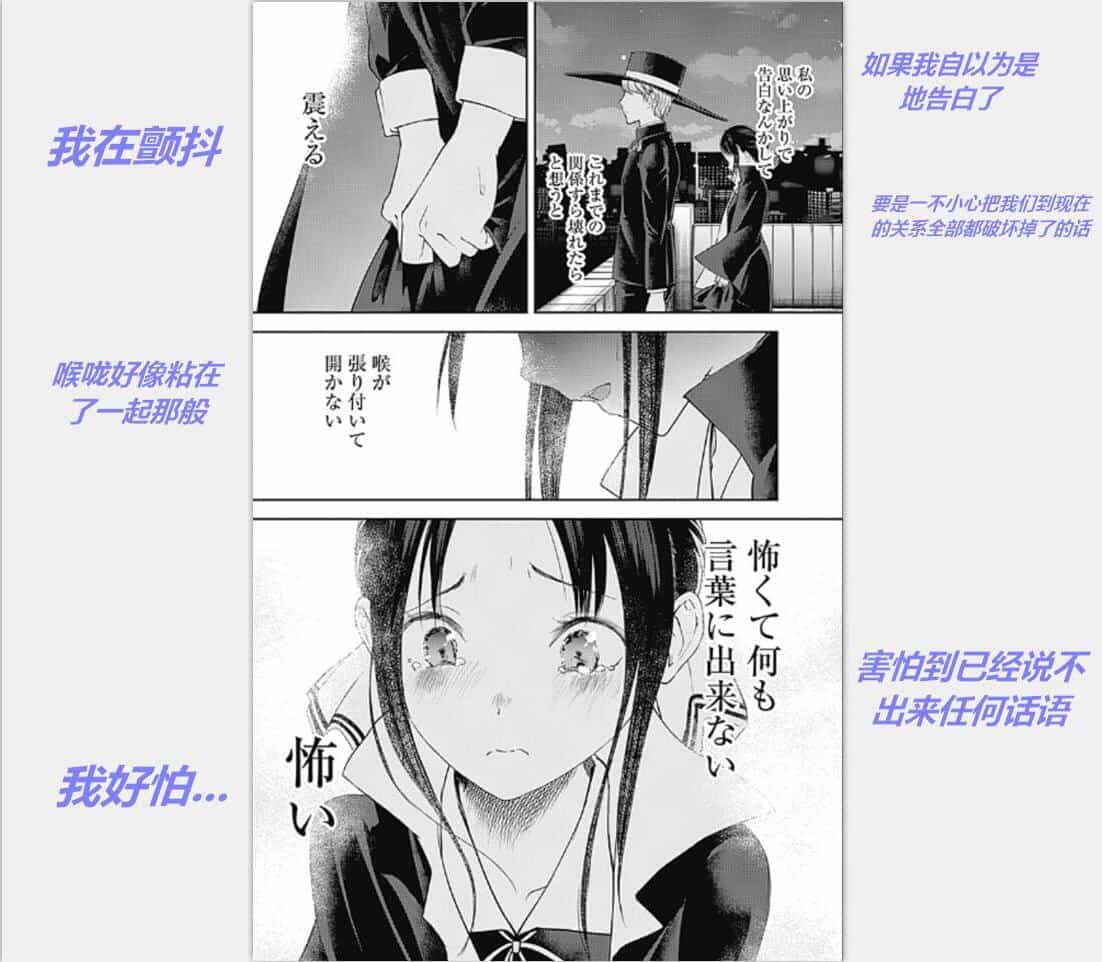 私の
思い上がりで
告白なんかして
これまでの
関係すら壊れたら
と想うと
如果我自以为是
地告白了
要是一不小心把我们到现在
的关系全部都破坏掉了的话
震える
我在颤抖
喉が
張り付いて
開かない
喉咙好像粘在
了一起那般
怖くて何も
言葉に出来ない
害怕到已经说不
出来任何话语
怖い
我好怕...